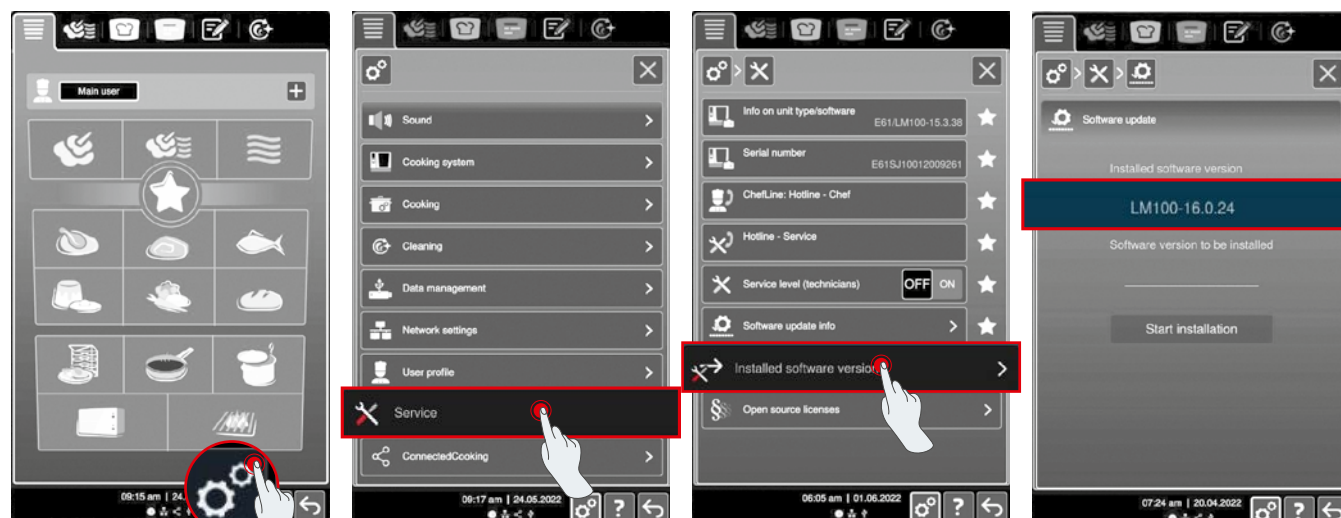 Main user
09:15 am | 24.
Sound
Cooking system
Cooking
Cleaning
Data management
Network settings
User profile
Service
ConnectedCooking
09:17 am | 24.05.2022
?
Info on unit type/software
E61/LM100-15.3.38
Serial number
E61SJ10012009261
ChefLine: Hotline - Chef
Hotline - Service
Service level (technicians)
OFF ON
Software update info
Installed software version
§ Open source licenses
06:05 am | 01.06.2022
?
Software update
Installed software version
LM100-16.0.24
Software version to be installed
Start installation
07:24 am | 20.04.2022
?